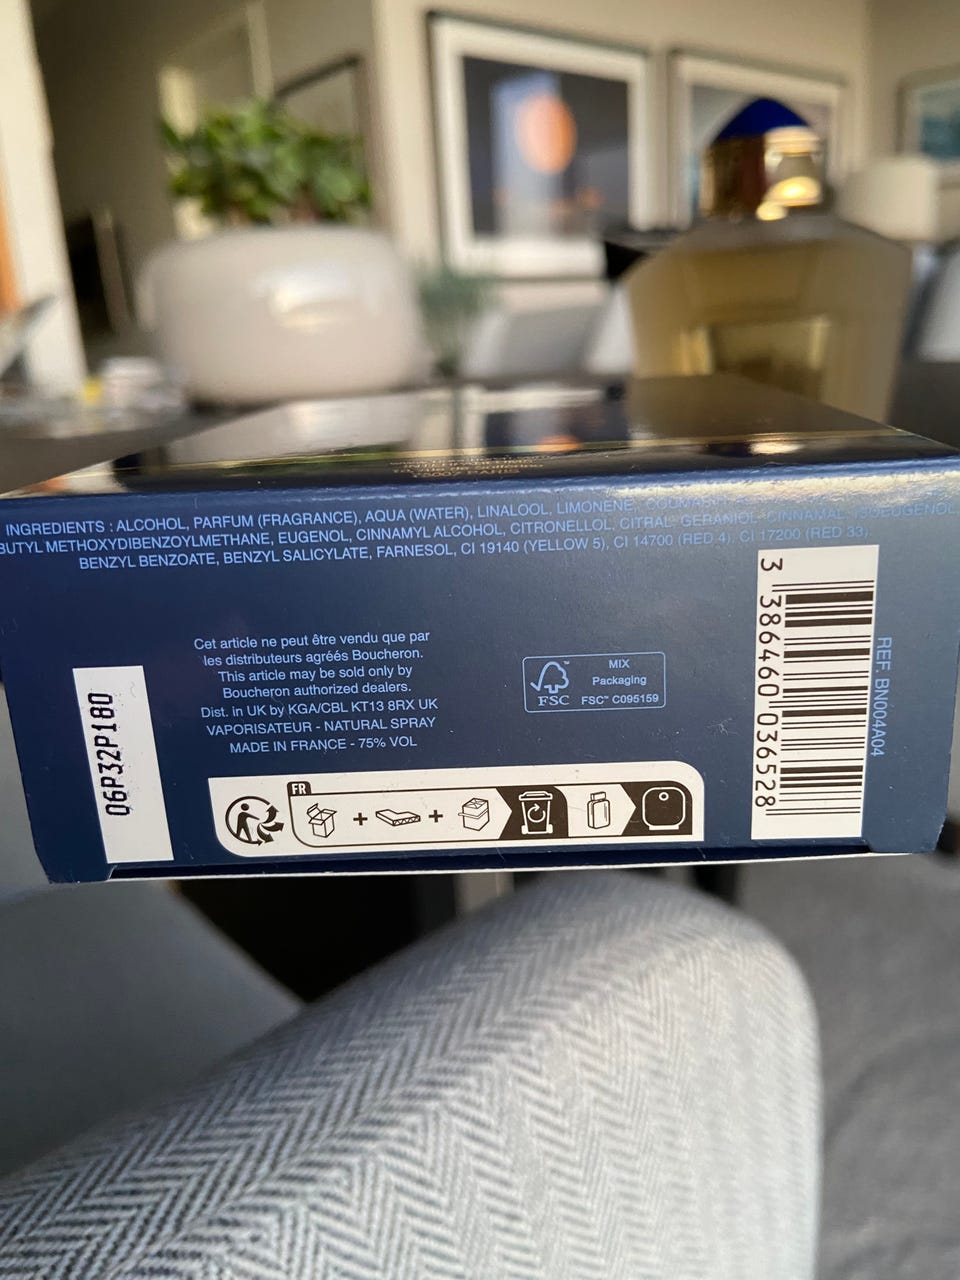 INGREDIENTS : ALCOHOL, PARFUM (FRAGRANCE), AQUA (WATER), LINALOOL, LIMONENE, ISOEUGENOL,
BUTYL METHOXYDIBENZOYLMETHANE, EUGENOL, CINNAMYL ALCOHOL, CITRONELLOL, CITRAL, GERANIOL, CINNAMAL,
BENZYL BENZOATE, BENZYL SALICYLATE, FARNESOL, CI 19140 (YELLOW 5), CI 14700 (RED 4), CI 17200 (RED 33)
Cet article ne peut être vendu que par
les distributeurs agréés Boucheron.
This article may be sold only by
Boucheron authorized dealers.
Dist. in UK by KGA/CBL KT13 8RX UK
VAPORISATEUR - NATURAL SPRAY
MADE IN FRANCE - 75% VOL
MIX
Packaging
FSC™ C095159
FSC
06P32P180
FR
3 386460 036528
REF. BN004A04